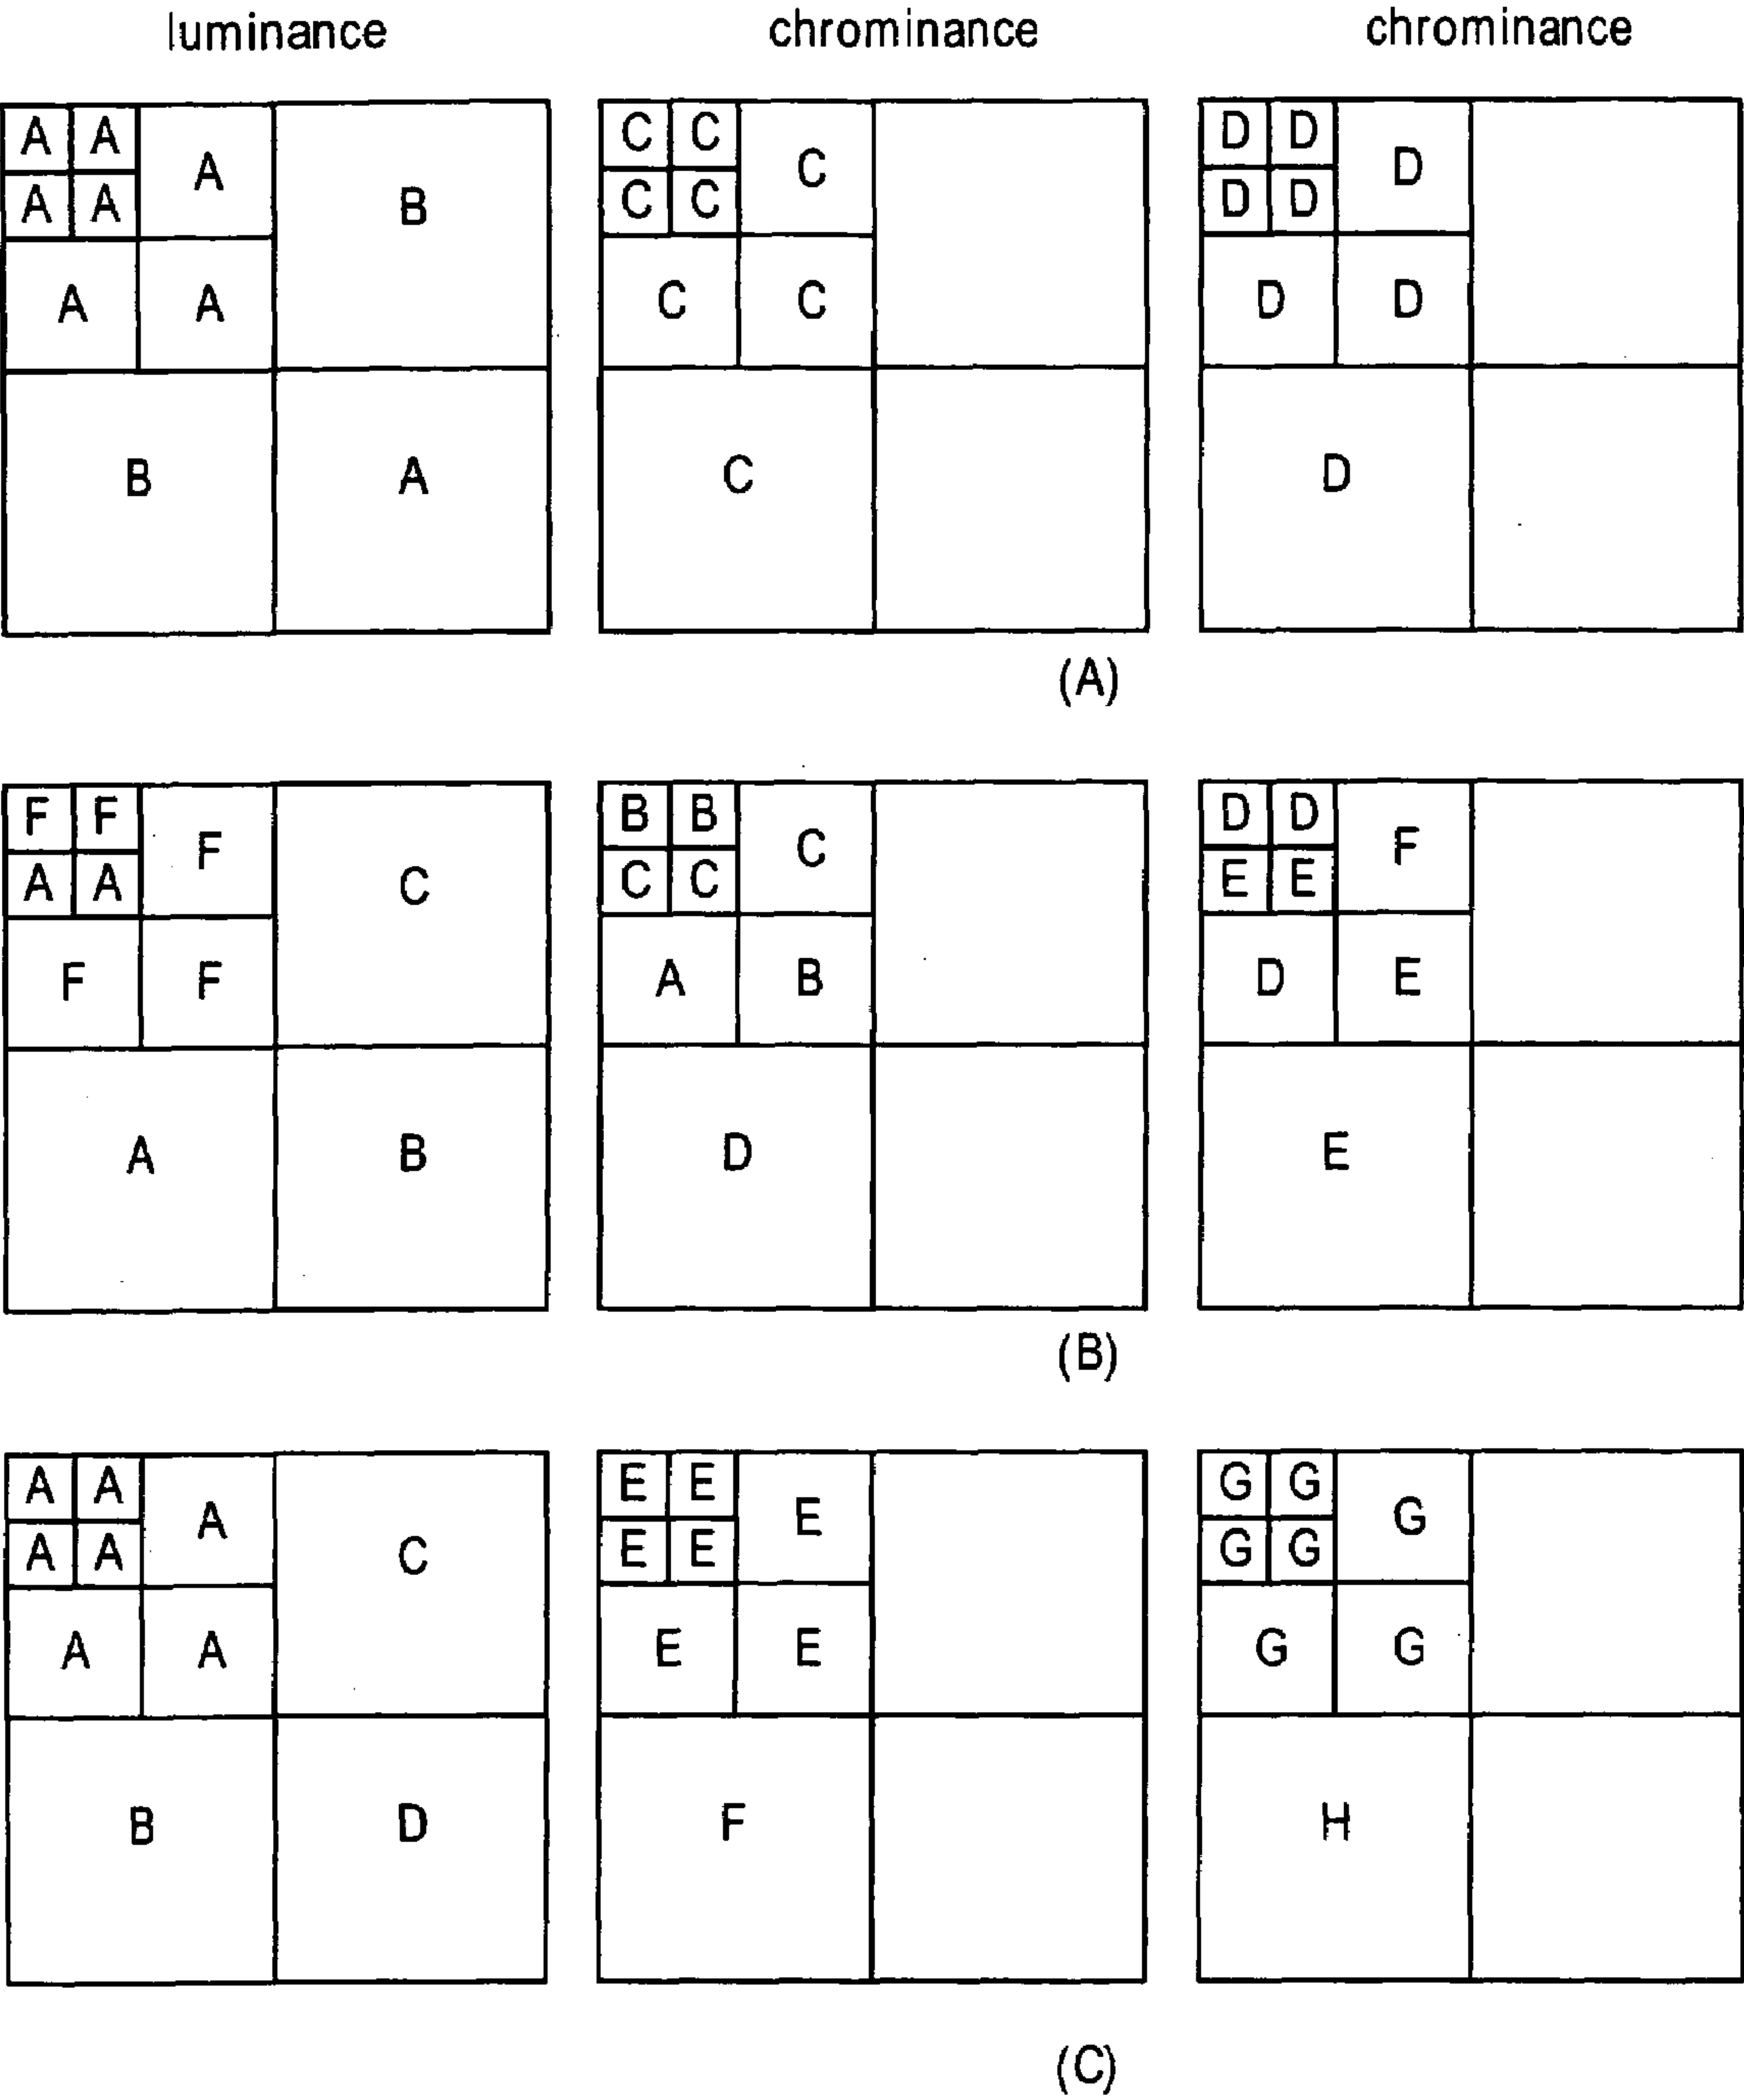 luminance chrominance chrominance
A A A B C C C D D D
A A C C D D
A A C C D D
B A C D
(A)
F F F C B B C D D F
A A C C E E
F F A B D E
A B D E
(B)
A A A C E E E G G G
A A E E G G
A A E E G G
B D F H
(C)